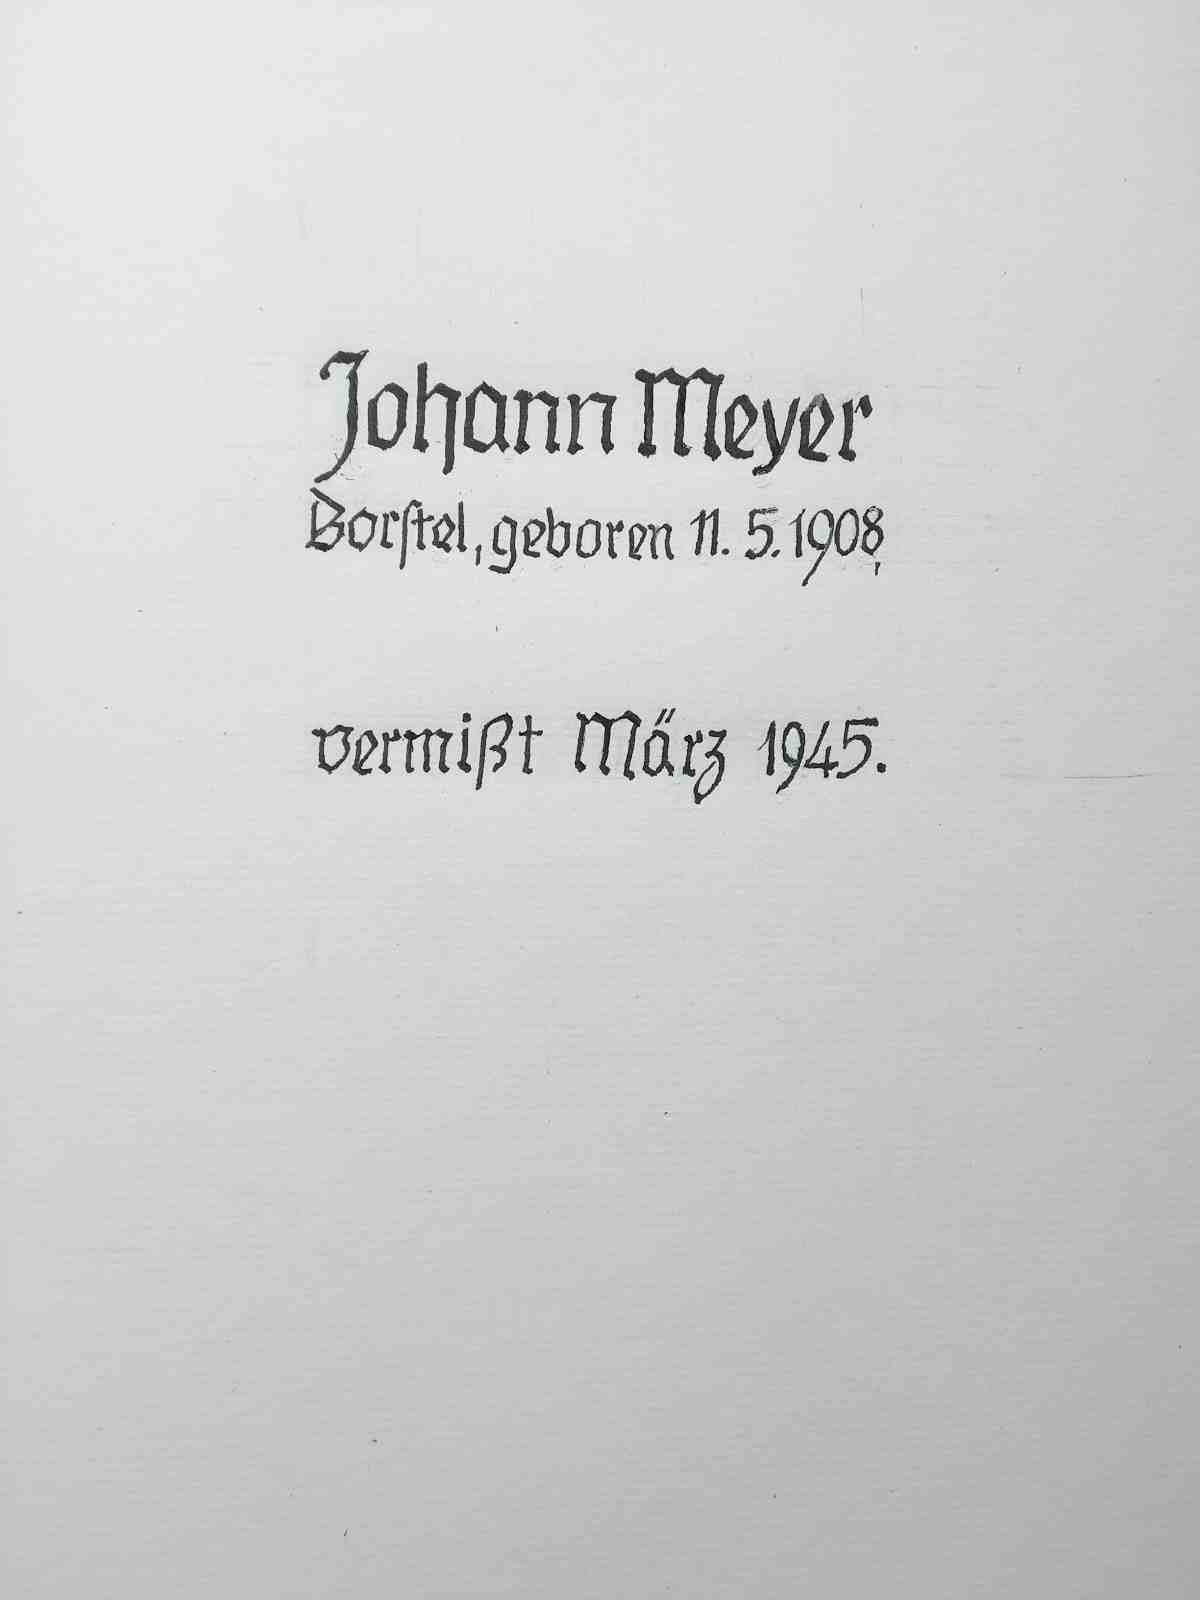 Johann Meyer
Borſtel, geboren 11. 5. 1908,
vermißt März 1945.